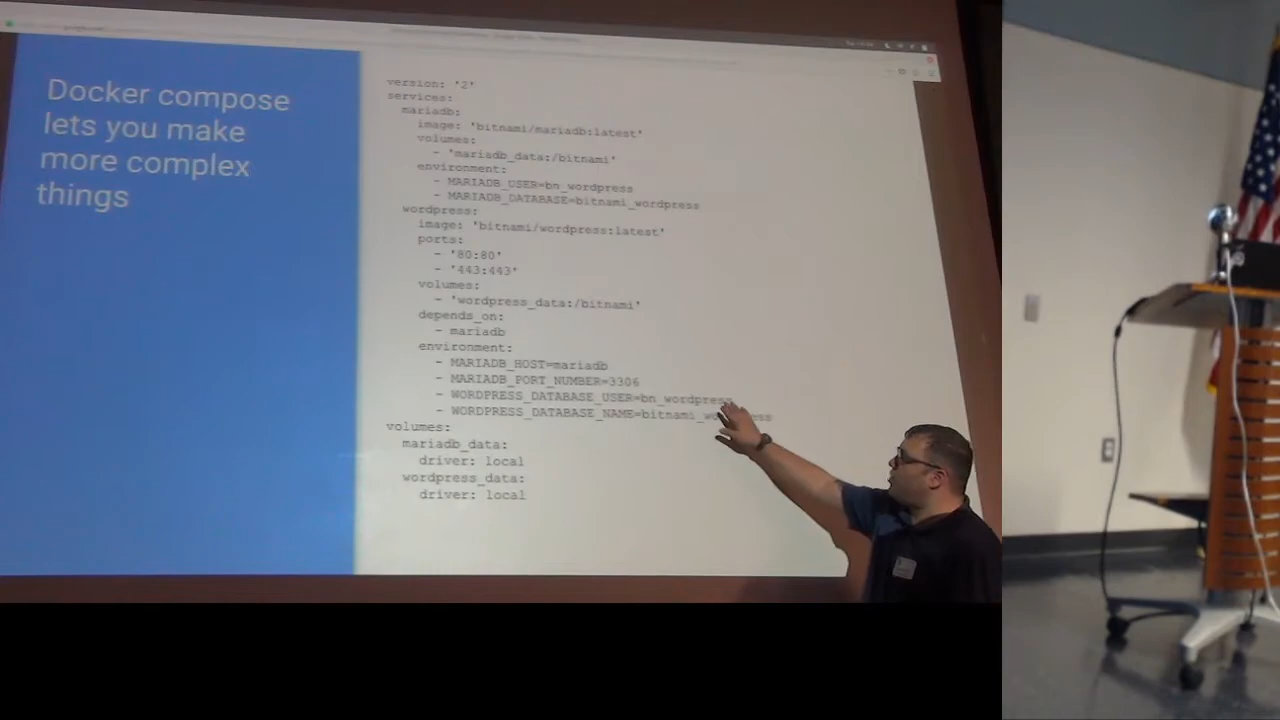 Docker compose
lets you make
more complex
things
version: '2'
services:
  mariadb:
    image: 'bitnami/mariadb:latest'
    volumes:
      - 'mariadb_data:/bitnami'
    environment:
      - MARIADB_USER=bn_wordpress
      - MARIADB_DATABASE=bitnami_wordpress
  wordpress:
    image: 'bitnami/wordpress:latest'
    ports:
      - '80:80'
      - '443:443'
    volumes:
      - 'wordpress_data:/bitnami'
    depends_on:
      - mariadb
    environment:
      - MARIADB_HOST=mariadb
      - MARIADB_PORT_NUMBER=3306
      - WORDPRESS_DATABASE_USER=bn_wordpress
      - WORDPRESS_DATABASE_NAME=bitnami_wordpress
volumes:
  mariadb_data:
    driver: local
  wordpress_data:
    driver: local